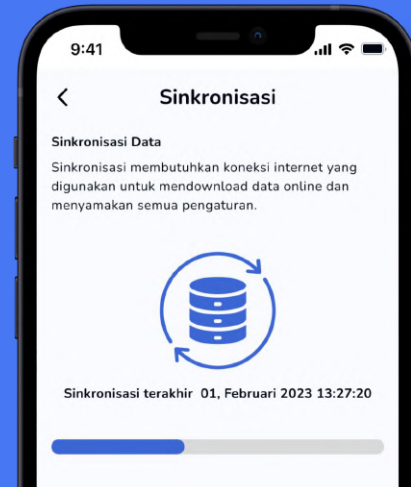 9:41
Sinkronisasi
Sinkronisasi Data
Sinkronisasi membutuhkan koneksi internet yang
digunakan untuk mendownload data online dan
menyamakan semua pengaturan.
Sinkronisasi terakhir 01, Februari 2023 13:27:20